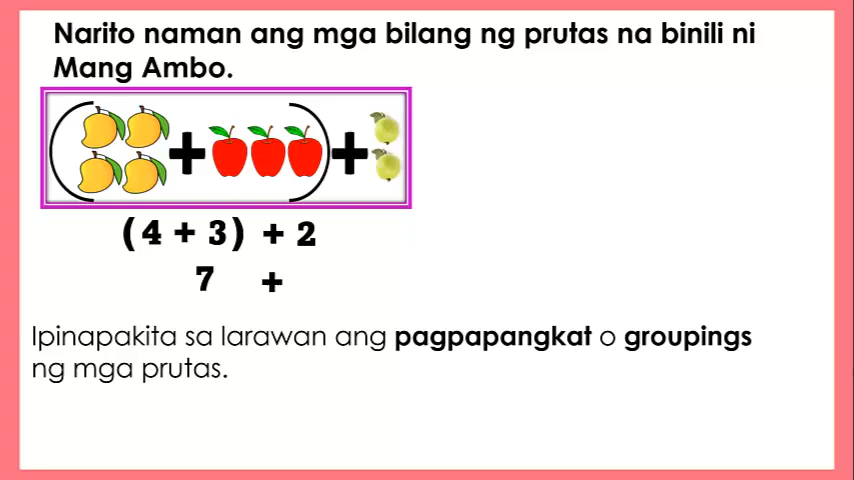 Narito naman ang mga bilang ng prutas na binili ni
Mang Ambo.
( + ) +
(4 + 3) + 2
7 +
Ipinapakita sa larawan ang pagpapangkat o groupings
ng mga prutas.